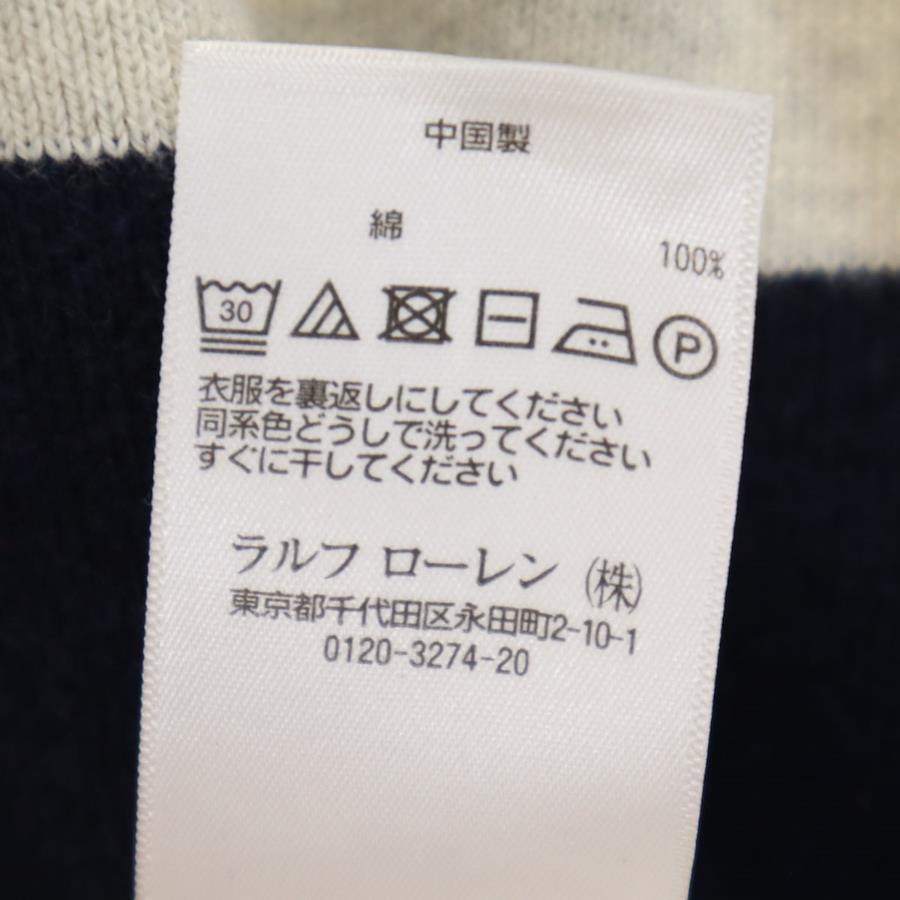 中国製
綿 100%
30 P
衣服を裏返しにしてください
同系色どうしで洗ってください
すぐに干してください
ラルフ ローレン (株)
東京都千代田区永田町2-10-1
0120-3274-20